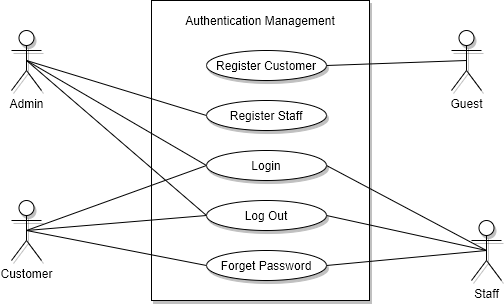 Authentication Management
Register Customer
Admin
Guest
Register Staff
Login
Log Out
Customer
Forget Password
Staff